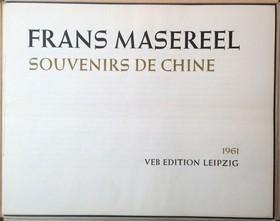 FRANS MASEREEL
SOUVENIRS DE CHINE
1961
VEB EDITION LEIPZIG